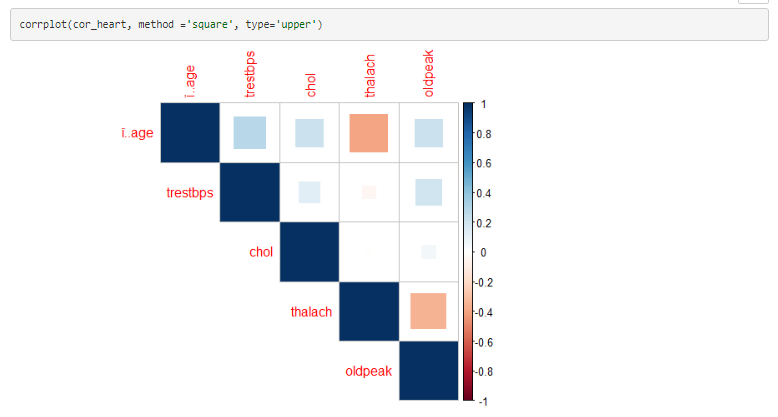 corrplot(cor_heart, method ='square', type='upper')
ï..age
trestbps
chol
thalach
oldpeak
ï..age
trestbps
chol
thalach
oldpeak
1
0.8
0.6
0.4
0.2
0
-0.2
-0.4
-0.6
-0.8
-1